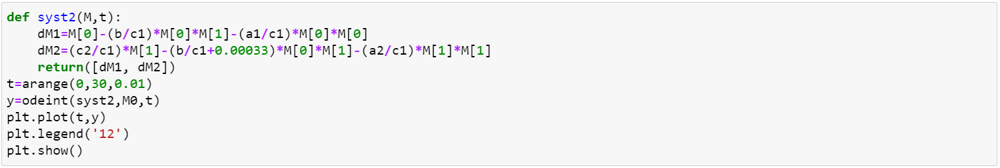 def syst2(M,t):
    dM1=M[0]-(b/c1)*M[0]*M[1]-(a1/c1)*M[0]*M[0]
    dM2=(c2/c1)*M[1]-(b/c1+0.00033)*M[0]*M[1]-(a2/c1)*M[1]*M[1]
    return([dM1, dM2])
t=arange(0,30,0.01)
y=odeint(syst2,M0,t)
plt.plot(t,y)
plt.legend('12')
plt.show()